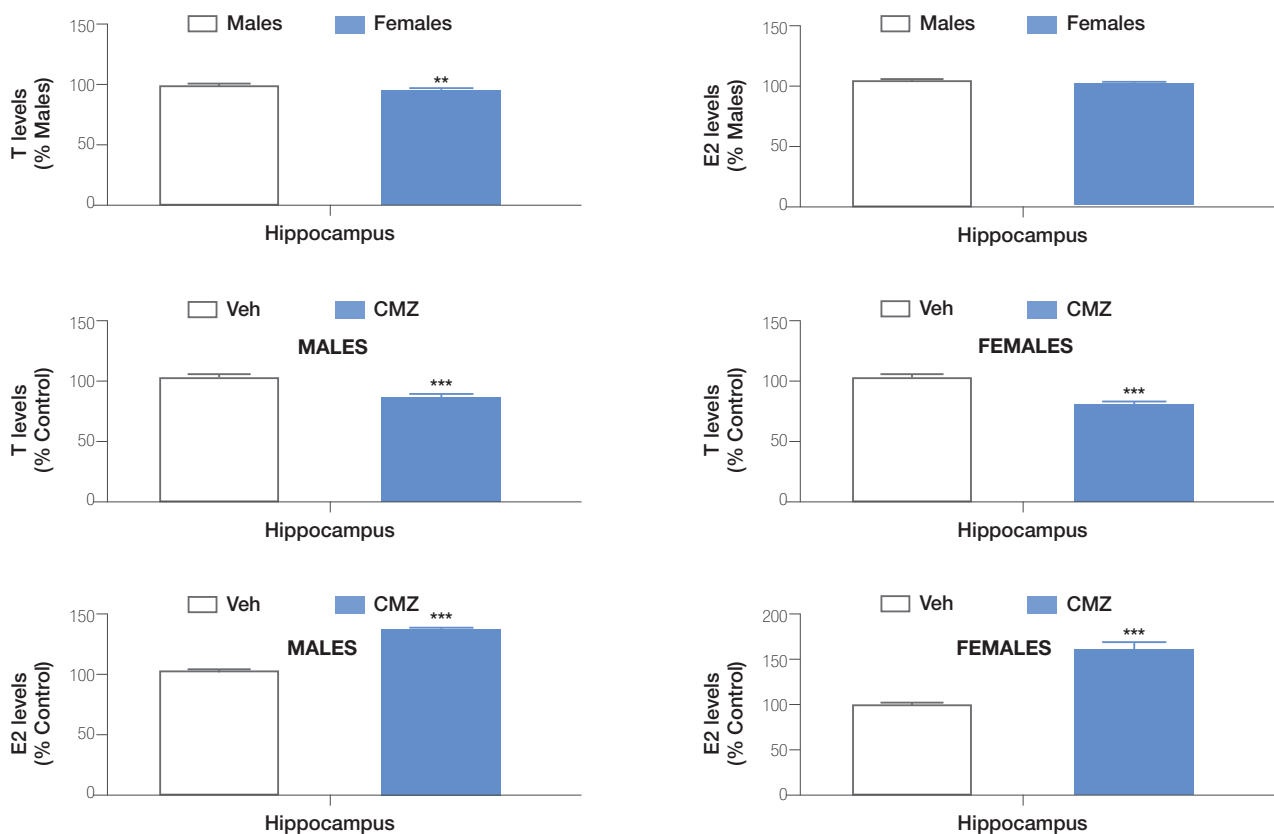 Males Females
150
100
50
0
T levels
(% Males)
**
Hippocampus
Males Females
150
100
50
0
E2 levels
(% Males)
Hippocampus
Veh CMZ
150
100
50
0
T levels
(% Control)
MALES
***
Hippocampus
Veh CMZ
150
100
50
0
T levels
(% Control)
FEMALES
***
Hippocampus
Veh CMZ
150
100
50
0
E2 levels
(% Control)
MALES
***
Hippocampus
Veh CMZ
200
150
100
50
0
E2 levels
(% Control)
FEMALES
***
Hippocampus